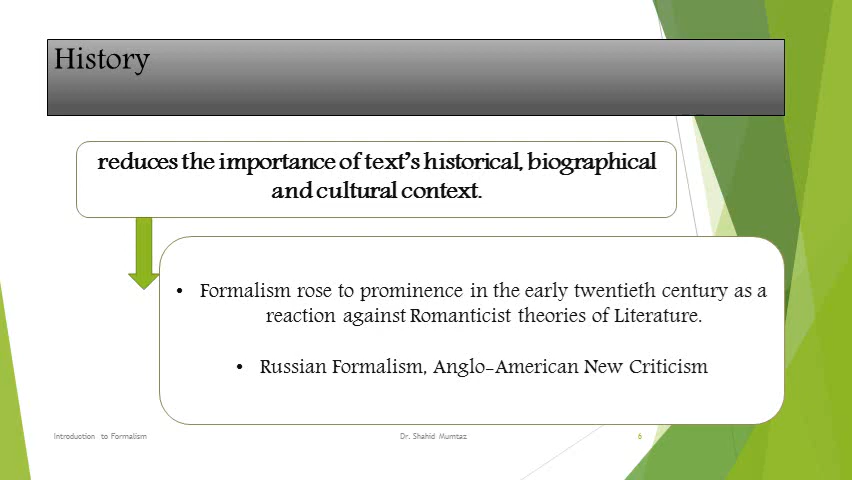 History
reduces the importance of text's historical, biographical
and cultural context.
• Formalism rose to prominence in the early twentieth century as a
reaction against Romanticist theories of Literature.
• Russian Formalism, Anglo-American New Criticism
Introduction to Formalism
Dr. Shahid Mumtaz
6